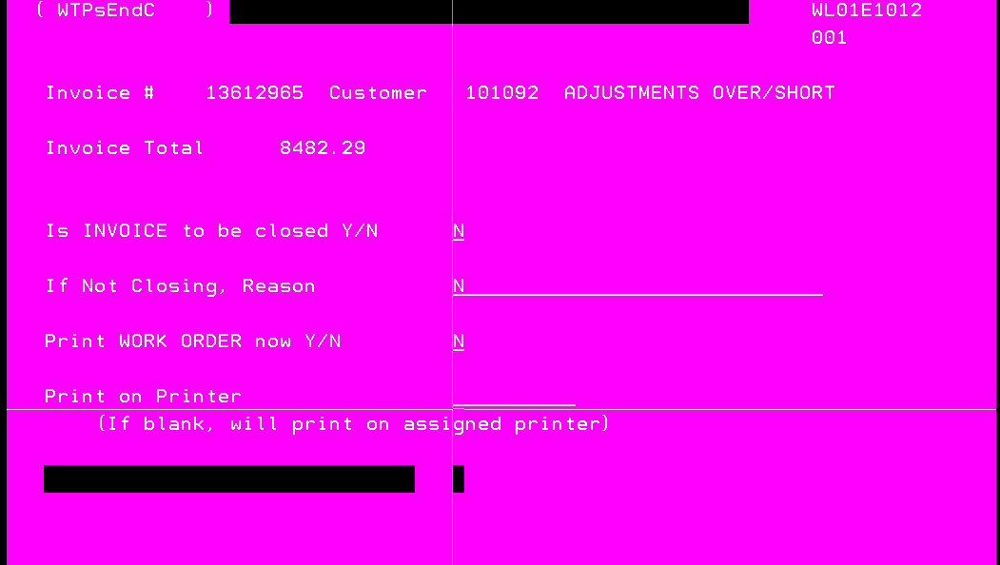 ( WTPsEndC ) WL01E1012
001
Invoice # 13612965 Customer 101092 ADJUSTMENTS OVER/SHORT
Invoice Total 8482.29
Is INVOICE to be closed Y/N N
If Not Closing, Reason N
Print WORK ORDER now Y/N N
Print on Printer
(If blank, will print on assigned printer)